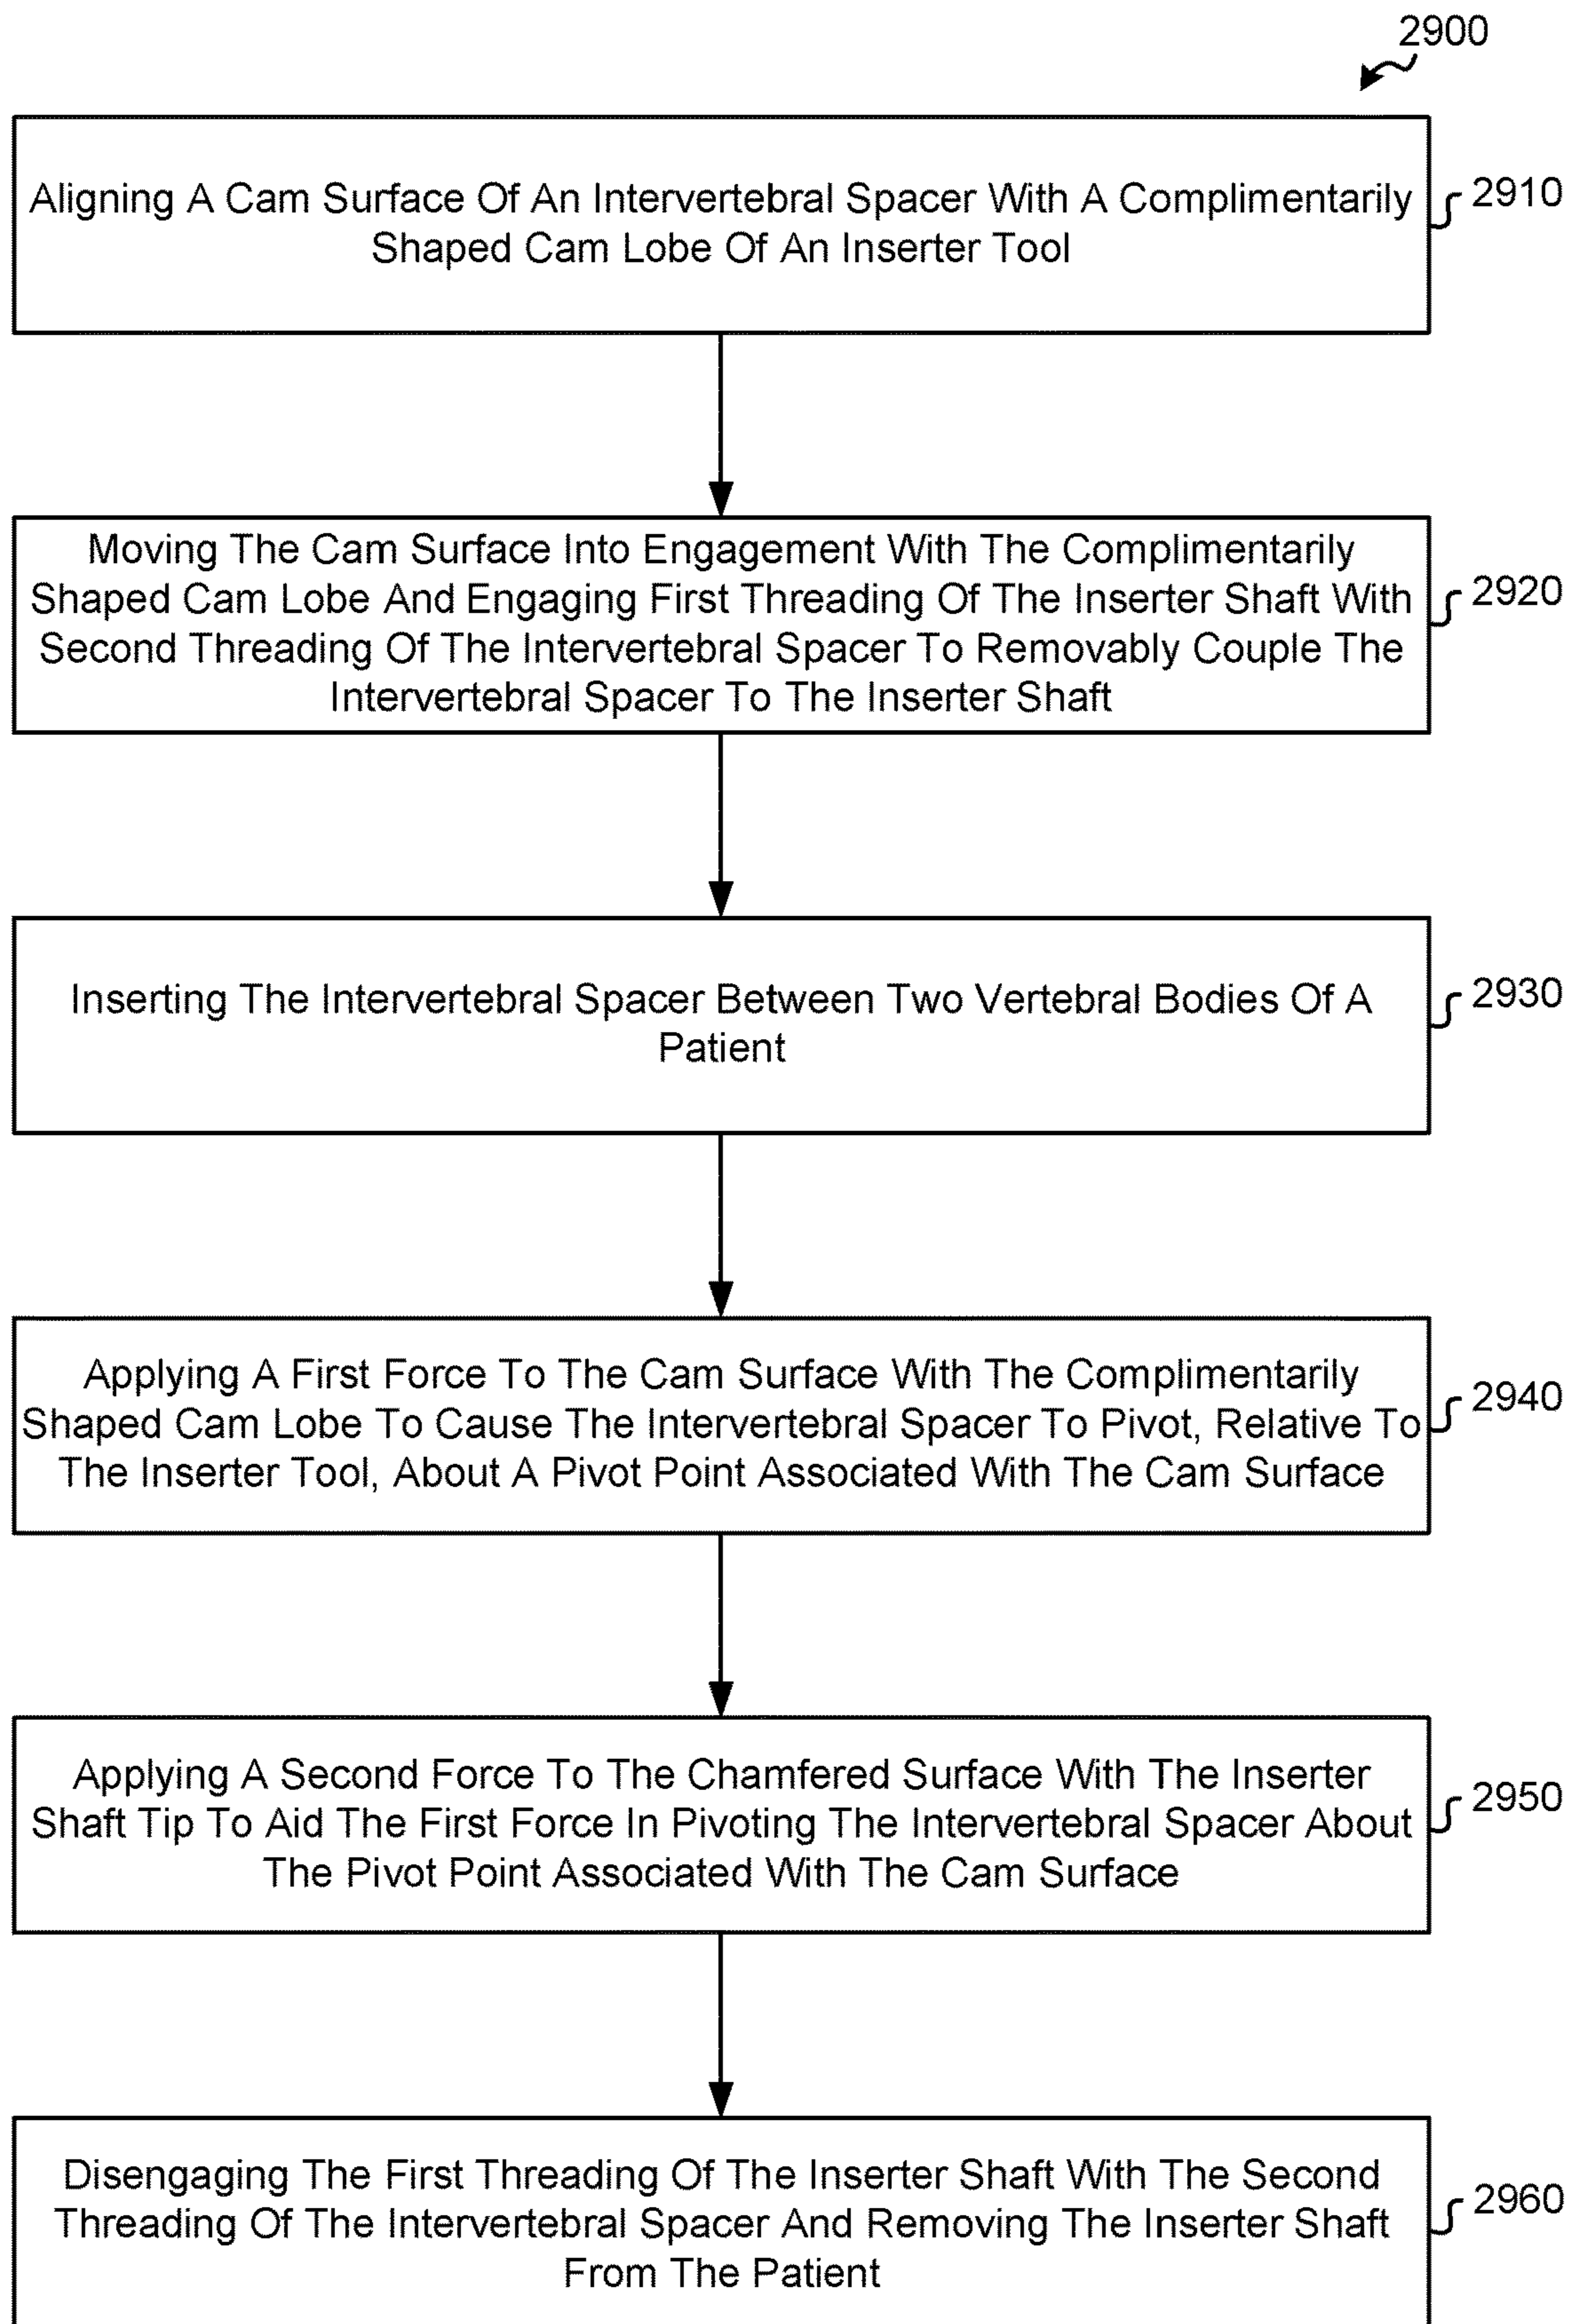 2900
Aligning A Cam Surface Of An Intervertebral Spacer With A Complimentarily
Shaped Cam Lobe Of An Inserter Tool
2910
Moving The Cam Surface Into Engagement With The Complimentarily
Shaped Cam Lobe And Engaging First Threading Of The Inserter Shaft With
Second Threading Of The Intervertebral Spacer To Removably Couple The
Intervertebral Spacer To The Inserter Shaft
2920
Inserting The Intervertebral Spacer Between Two Vertebral Bodies Of A
Patient
2930
Applying A First Force To The Cam Surface With The Complimentarily
Shaped Cam Lobe To Cause The Intervertebral Spacer To Pivot, Relative To
The Inserter Tool, About A Pivot Point Associated With The Cam Surface
2940
Applying A Second Force To The Chamfered Surface With The Inserter
Shaft Tip To Aid The First Force In Pivoting The Intervertebral Spacer About
The Pivot Point Associated With The Cam Surface
2950
Disengaging The First Threading Of The Inserter Shaft With The Second
Threading Of The Intervertebral Spacer And Removing The Inserter Shaft
From The Patient
2960